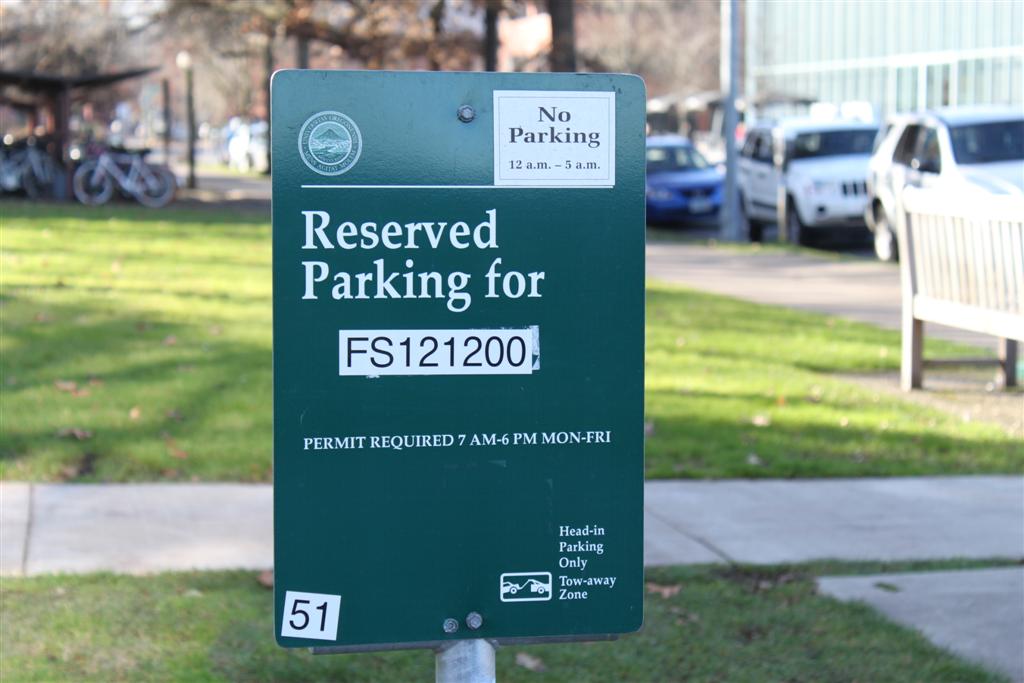 No
Parking
12 a.m. – 5 a.m.
Reserved
Parking for
FS121200
PERMIT REQUIRED 7 AM-6 PM MON-FRI
Head-in
Parking
Only
Tow-away
Zone
51